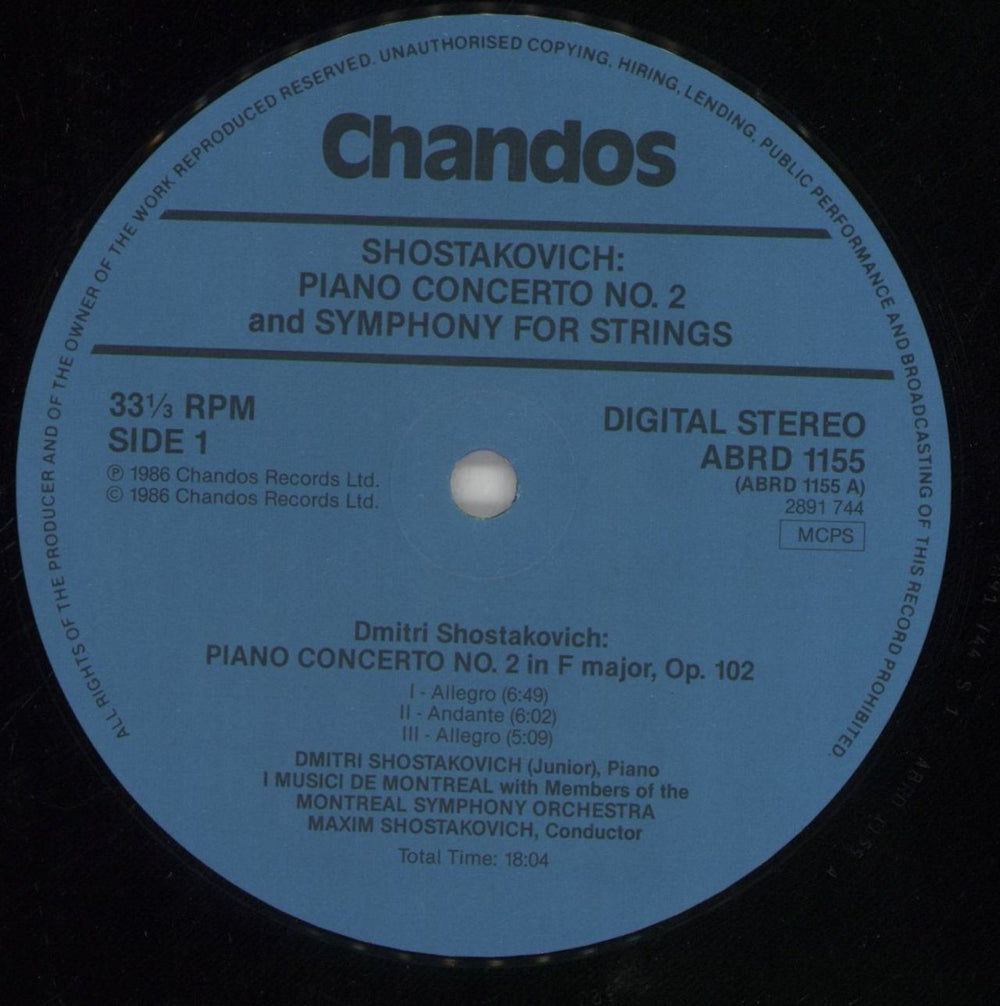 ALL RIGHTS OF THE PRODUCER AND OF THE OWNER OF THE WORK REPRODUCED RESERVED. UNAUTHORISED COPYING, HIRING, LENDING, PUBLIC PERFORMANCE AND BROADCASTING OF THIS RECORD PROHIBITED.
Chandos
SHOSTAKOVICH:
PIANO CONCERTO NO. 2
and SYMPHONY FOR STRINGS
33⅓ RPM
SIDE 1
℗ 1986 Chandos Records Ltd.
© 1986 Chandos Records Ltd.
DIGITAL STEREO
ABRD 1155
(ABRD 1155 A)
2891 744
MCPS
Dmitri Shostakovich:
PIANO CONCERTO NO. 2 in F major, Op. 102
I - Allegro (6:49)
II - Andante (6:02)
III - Allegro (5:09)
DMITRI SHOSTAKOVICH (Junior), Piano
I MUSICI DE MONTREAL with Members of the
MONTREAL SYMPHONY ORCHESTRA
MAXIM SHOSTAKOVICH, Conductor
Total Time: 18:04